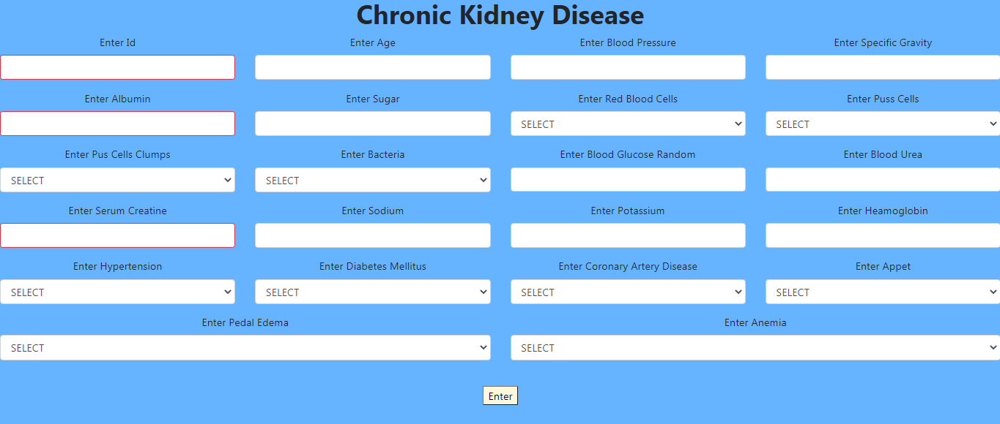 Chronic Kidney Disease
Enter Id Enter Age Enter Blood Pressure Enter Specific Gravity
Enter Albumin Enter Sugar Enter Red Blood Cells Enter Puss Cells
SELECT SELECT
Enter Pus Cells Clumps Enter Bacteria Enter Blood Glucose Random Enter Blood Urea
SELECT SELECT
Enter Serum Creatine Enter Sodium Enter Potassium Enter Heamoglobin
Enter Hypertension Enter Diabetes Mellitus Enter Coronary Artery Disease Enter Appet
SELECT SELECT SELECT SELECT
Enter Pedal Edema Enter Anemia
SELECT SELECT
Enter